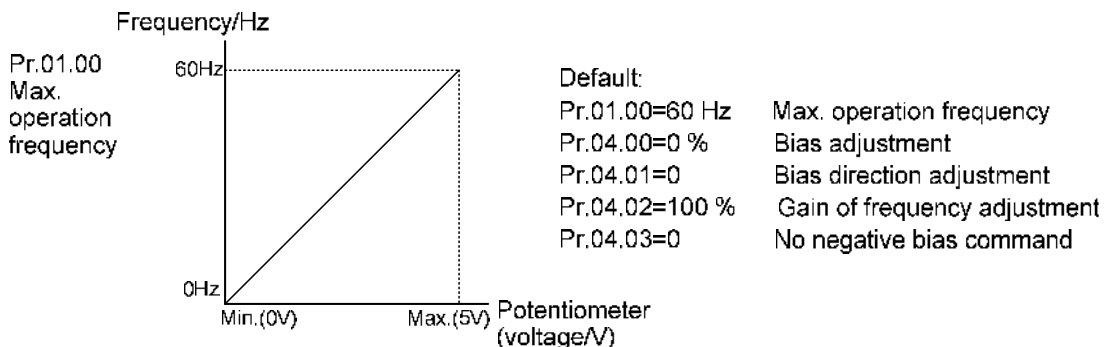 Frequency/Hz
Pr.01.00
Max.
operation
frequency
60Hz
0Hz
Min.(0V)
Max.(5V)
Potentiometer
(voltage/V)
Default:
Pr.01.00=60 Hz Max. operation frequency
Pr.04.00=0 % Bias adjustment
Pr.04.01=0 Bias direction adjustment
Pr.04.02=100 % Gain of frequency adjustment
Pr.04.03=0 No negative bias command